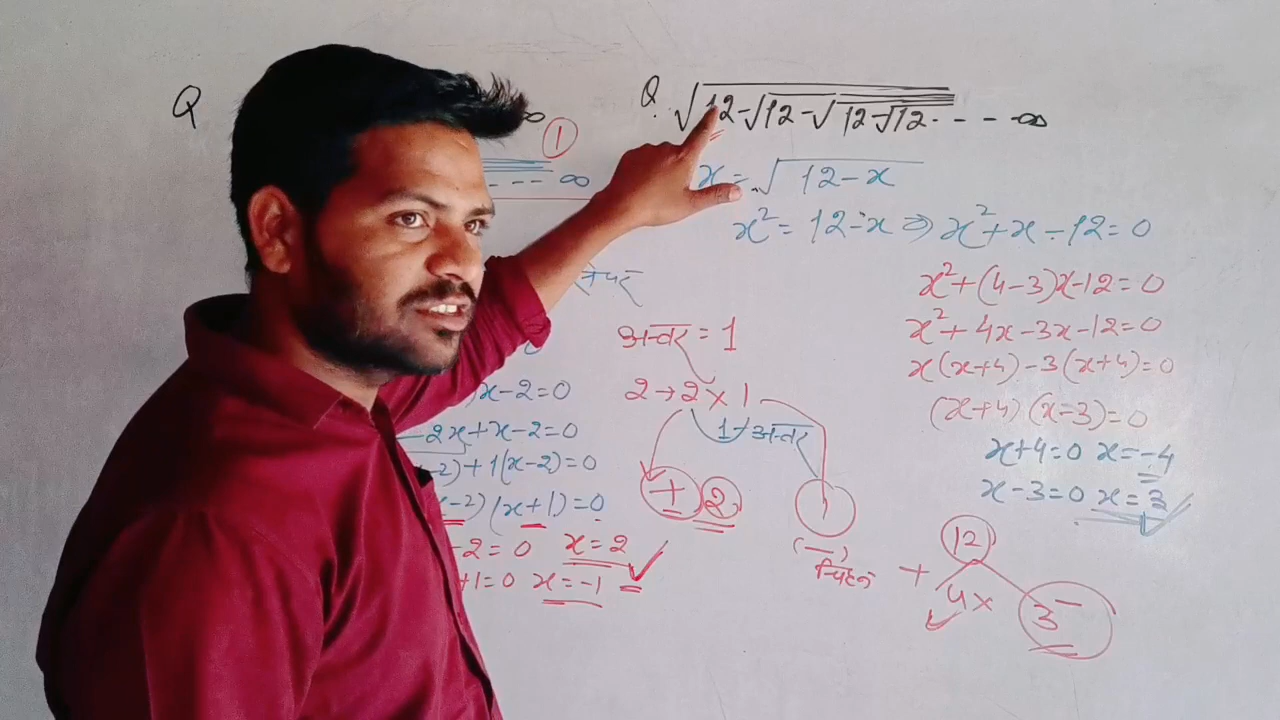 Q
∞
①
- - - ∞
Q. √12-√12-√12-√12 - - - ∞
x = √12-x
x² = 12-x ⇒ x²+x-12=0
x²+(4-3)x-12=0
x²+4x-3x-12=0
x(x+4)-3(x+4)=0
(x+4)(x-3)=0
x+4=0 x=-4
x-3=0 x=3
अन्तर = 1
2→2×1
1→अन्तर
+ 2 1
(-)
चिह्न
)x-2=0
-2x+x-2=0
-2)+1(x-2)=0
x-2)(x+1)=0
-2=0 x=2
+1=0 x=-1
12
+ 4× 3-